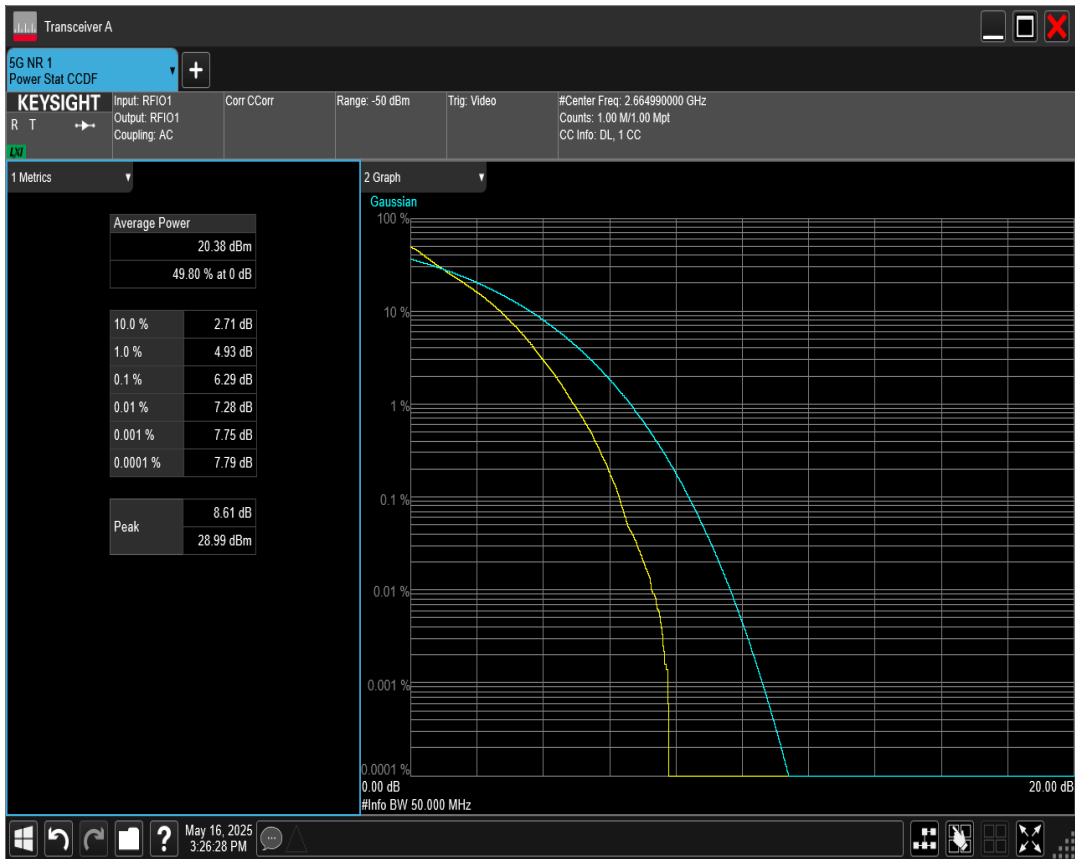 Transceiver A
5G NR 1
Power Stat CCDF
KEYSIGHT
R T
LXI
Input: RFIO1
Output: RFIO1
Coupling: AC
Corr CCorr
Range: -50 dBm
Trig: Video
#Center Freq: 2.664990000 GHz
Counts: 1.00 M/1.00 Mpt
CC Info: DL, 1 CC
1 Metrics
Average Power
20.38 dBm
49.80 % at 0 dB
10.0 % 2.71 dB
1.0 % 4.93 dB
0.1 % 6.29 dB
0.01 % 7.28 dB
0.001 % 7.75 dB
0.0001 % 7.79 dB
Peak
8.61 dB
28.99 dBm
2 Graph
Gaussian
100 %
10 %
1 %
0.1 %
0.01 %
0.001 %
0.0001 %
0.00 dB 20.00 dB
#Info BW 50.000 MHz
May 16, 2025
3:26:28 PM